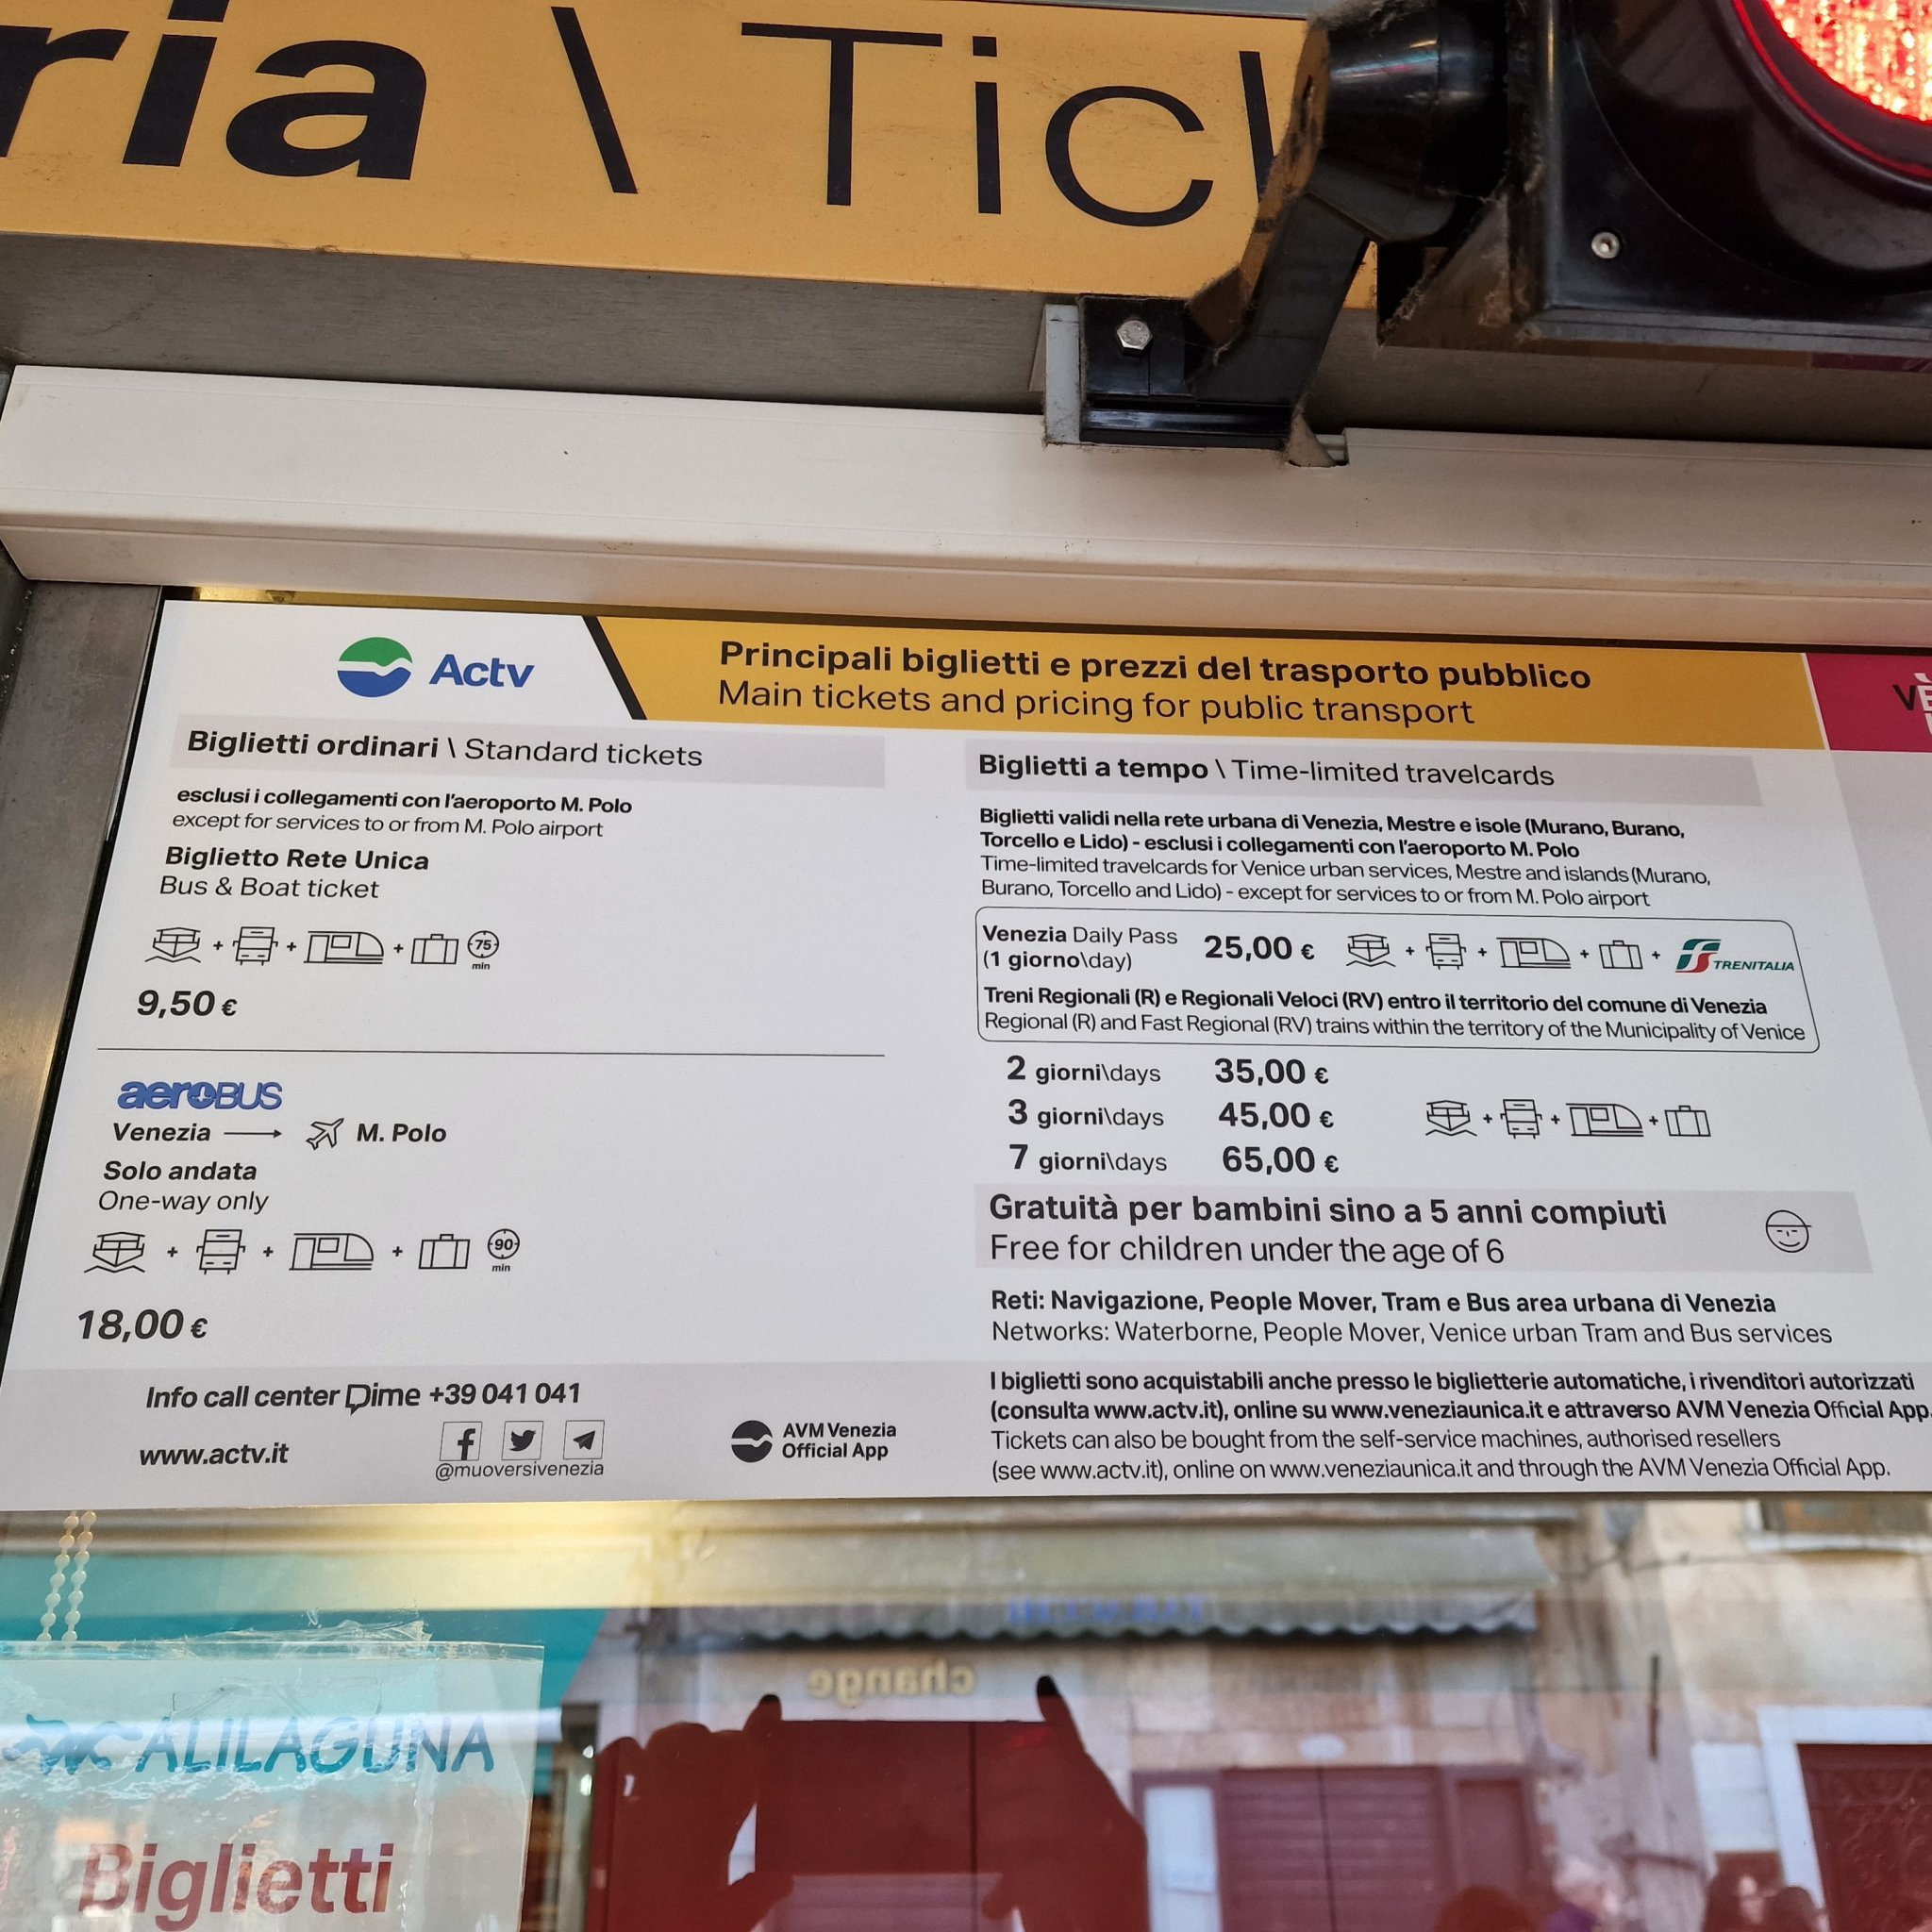 ria \ Tic
Actv
Principali biglietti e prezzi del trasporto pubblico
Main tickets and pricing for public transport
Biglietti ordinari \ Standard tickets
esclusi i collegamenti con l'aeroporto M. Polo
except for services to or from M. Polo airport
Biglietto Rete Unica
Bus & Boat ticket
+ + + 75
min
9,50 €
aeroBUS
Venezia → M. Polo
Solo andata
One-way only
+ + + 90
min
18,00 €
Info call center Dime +39 041 041
www.actv.it
@muoversivenezia
AVM Venezia
Official App
Biglietti a tempo \ Time-limited travelcards
Biglietti validi nella rete urbana di Venezia, Mestre e isole (Murano, Burano,
Torcello e Lido) - esclusi i collegamenti con l'aeroporto M. Polo
Time-limited travelcards for Venice urban services, Mestre and islands (Murano,
Burano, Torcello and Lido) - except for services to or from M. Polo airport
Venezia Daily Pass
(1 giorno\day)
25,00 € + + + + TRENITALIA
Treni Regionali (R) e Regionali Veloci (RV) entro il territorio del comune di Venezia
Regional (R) and Fast Regional (RV) trains within the territory of the Municipality of Venice
2 giorni\days 35,00 €
3 giorni\days 45,00 € + + +
7 giorni\days 65,00 €
Gratuità per bambini sino a 5 anni compiuti
Free for children under the age of 6
Reti: Navigazione, People Mover, Tram e Bus area urbana di Venezia
Networks: Waterborne, People Mover, Venice urban Tram and Bus services
I biglietti sono acquistabili anche presso le biglietterie automatiche, i rivenditori autorizzati
(consulta www.actv.it), online su www.veneziaunica.it e attraverso AVM Venezia Official App.
Tickets can also be bought from the self-service machines, authorised resellers
(see www.actv.it), online on www.veneziaunica.it and through the AVM Venezia Official App.
change
ALILAGUNA
Biglietti